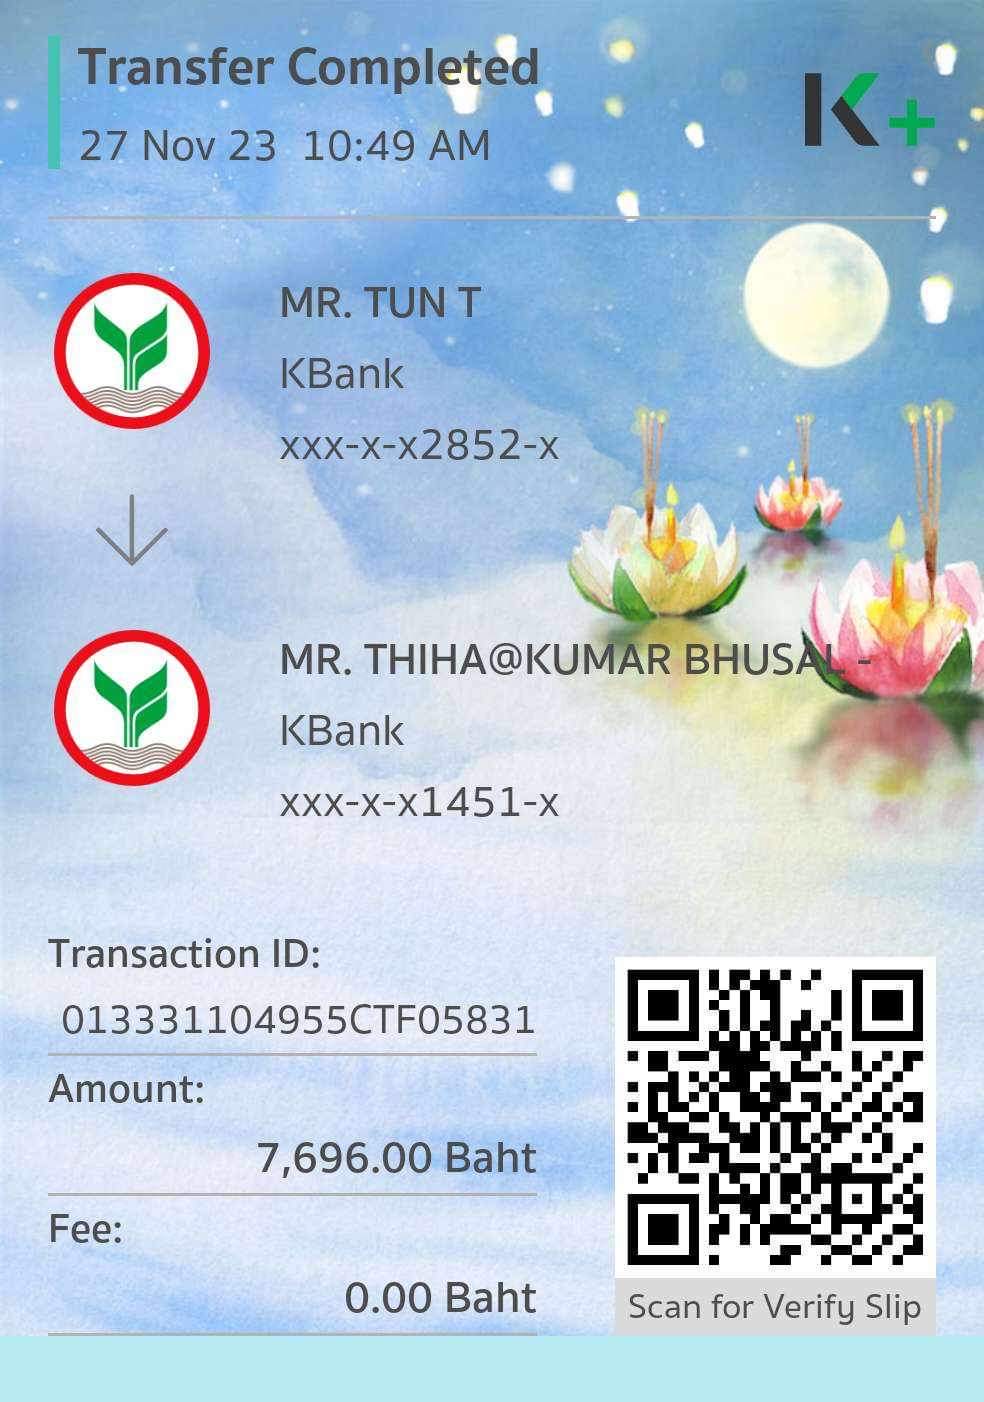 Transfer Completed
27 Nov 23 10:49 AM
K+
MR. TUN T
KBank
xxx-x-x2852-x
MR. THIHA@KUMAR BHUSAL -
KBank
xxx-x-x1451-x
Transaction ID:
013331104955CTF05831
Amount:
7,696.00 Baht
Fee:
0.00 Baht
Scan for Verify Slip